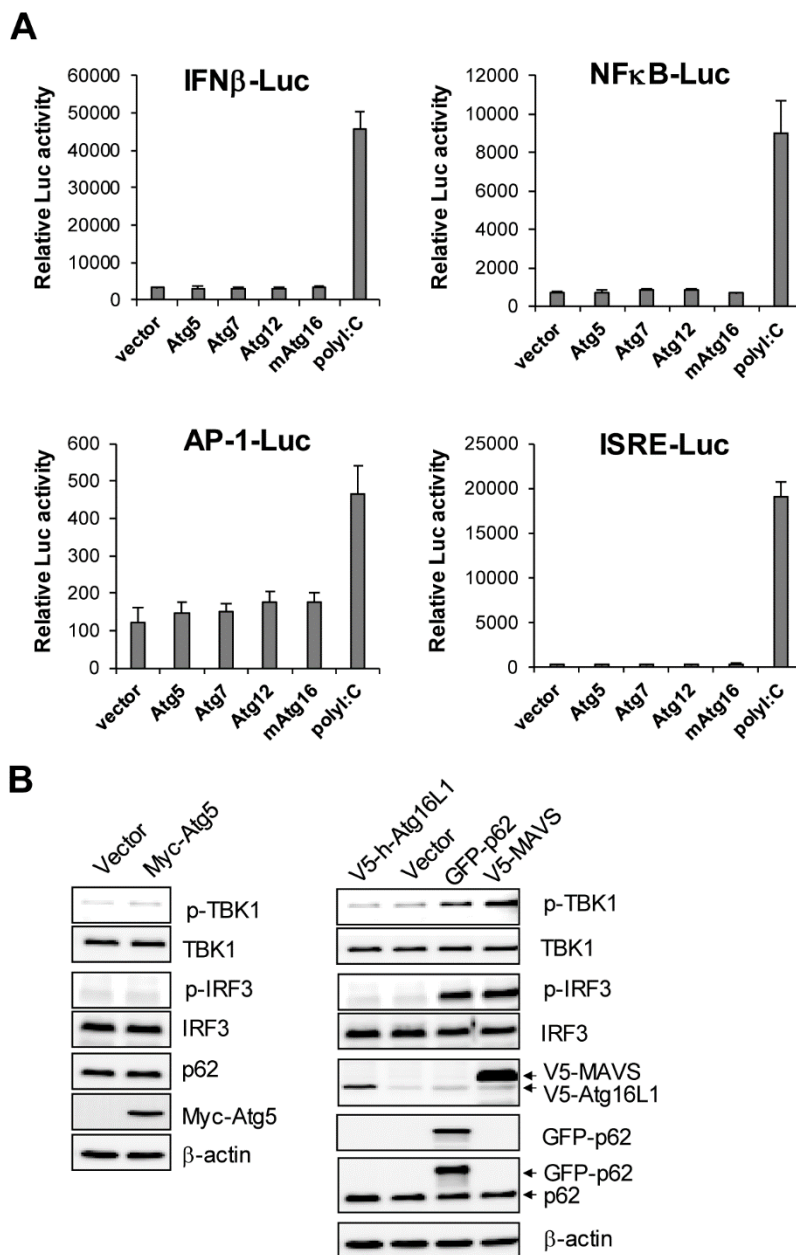 A
IFNβ-Luc
Relative Luc activity
60000
50000
40000
30000
20000
10000
0
vector
Atg5
Atg7
Atg12
mAtg16
polyI:C
NFκB-Luc
Relative Luc activity
12000
10000
8000
6000
4000
2000
0
vector
Atg5
Atg7
Atg12
mAtg16
polyI:C
AP-1-Luc
Relative Luc activity
600
500
400
300
200
100
0
vector
Atg5
Atg7
Atg12
mAtg16
polyI:C
ISRE-Luc
Relative Luc activity
25000
20000
15000
10000
5000
0
vector
Atg5
Atg7
Atg12
mAtg16
polyI:C
B
Vector
Myc-Atg5
p-TBK1
TBK1
p-IRF3
IRF3
p62
Myc-Atg5
β-actin
V5-h-Atg16L1
Vector
GFP-p62
V5-MAVS
p-TBK1
TBK1
p-IRF3
IRF3
V5-MAVS
V5-Atg16L1
GFP-p62
GFP-p62
p62
β-actin